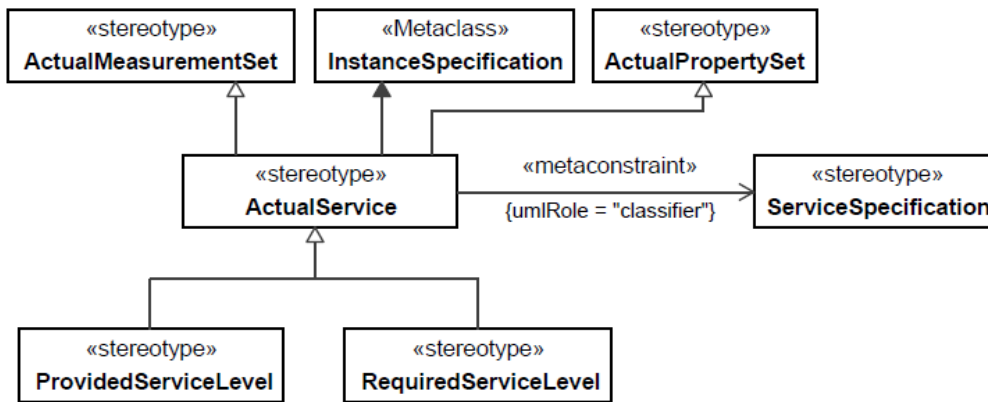 «stereotype»
ActualMeasurementSet
«Metaclass»
InstanceSpecification
«stereotype»
ActualPropertySet
«stereotype»
ActualService
«metaconstraint»
{umlRole = "classifier"}
«stereotype»
ServiceSpecification
«stereotype»
ProvidedServiceLevel
«stereotype»
RequiredServiceLevel